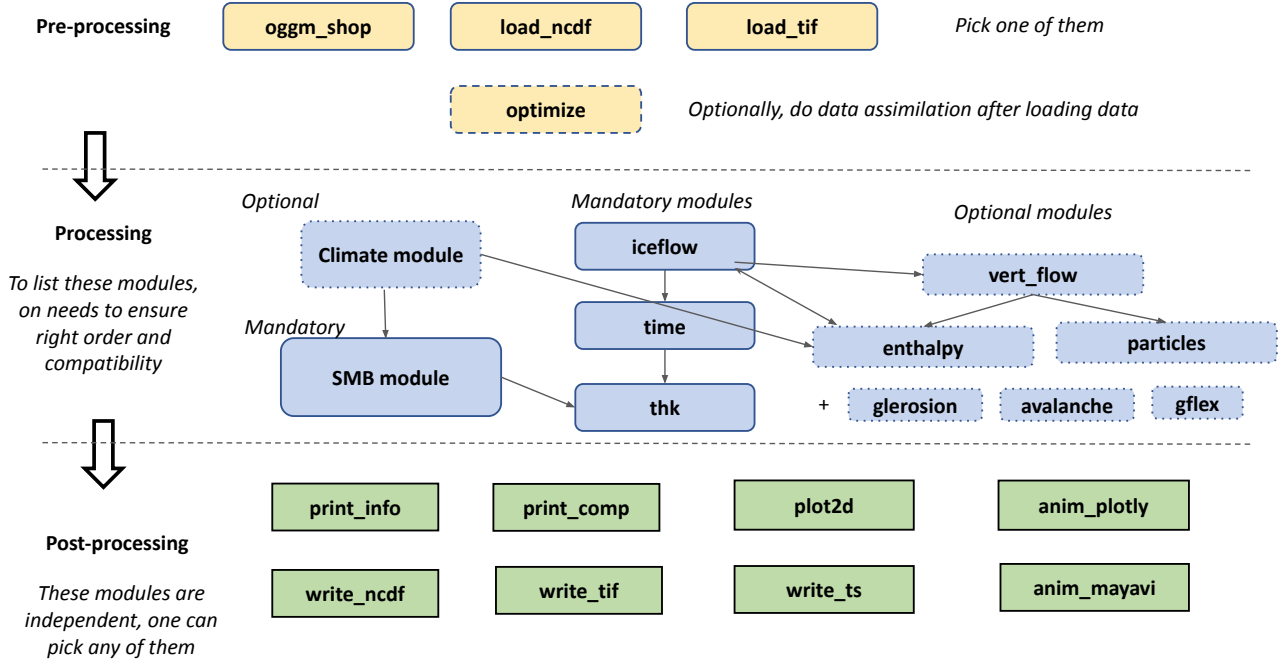 Pre-processing
oggm_shop
load_ncdf
load_tif
Pick one of them
optimize
Optionally, do data assimilation after loading data
Processing
To list these modules,
on needs to ensure
right order and
compatibility
Optional
Climate module
Mandatory
SMB module
Mandatory modules
iceflow
time
thk
Optional modules
vert_flow
enthalpy
particles
+
glerosion
avalanche
gflex
Post-processing
These modules are
independent, one can
pick any of them
print_info
print_comp
plot2d
anim_plotly
write_ncdf
write_tif
write_ts
anim_mayavi